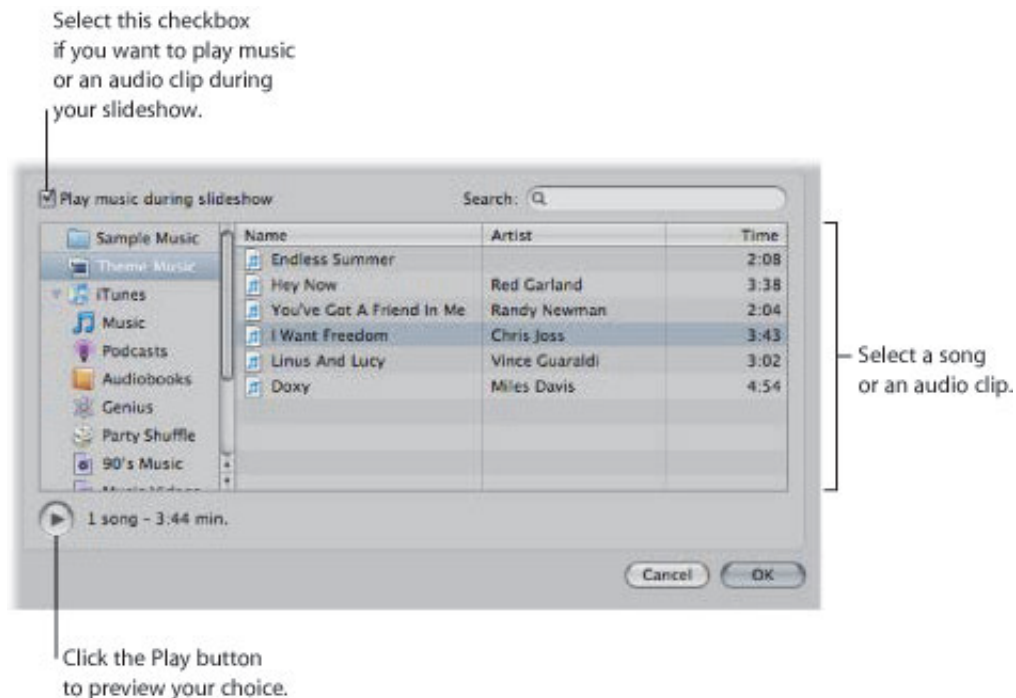 Select this checkbox
if you want to play music
or an audio clip during
your slideshow.
Play music during slideshow
Search:
Sample Music
Theme Music
iTunes
Music
Podcasts
Audiobooks
Genius
Party Shuffle
90's Music
Music Videos
Name Artist Time
Endless Summer 2:08
Hey Now Red Garland 3:38
You've Got A Friend In Me Randy Newman 2:04
I Want Freedom Chris Joss 3:43
Linus And Lucy Vince Guaraldi 3:02
Doxy Miles Davis 4:54
Select a song
or an audio clip.
1 song - 3:44 min.
Cancel OK
Click the Play button
to preview your choice.